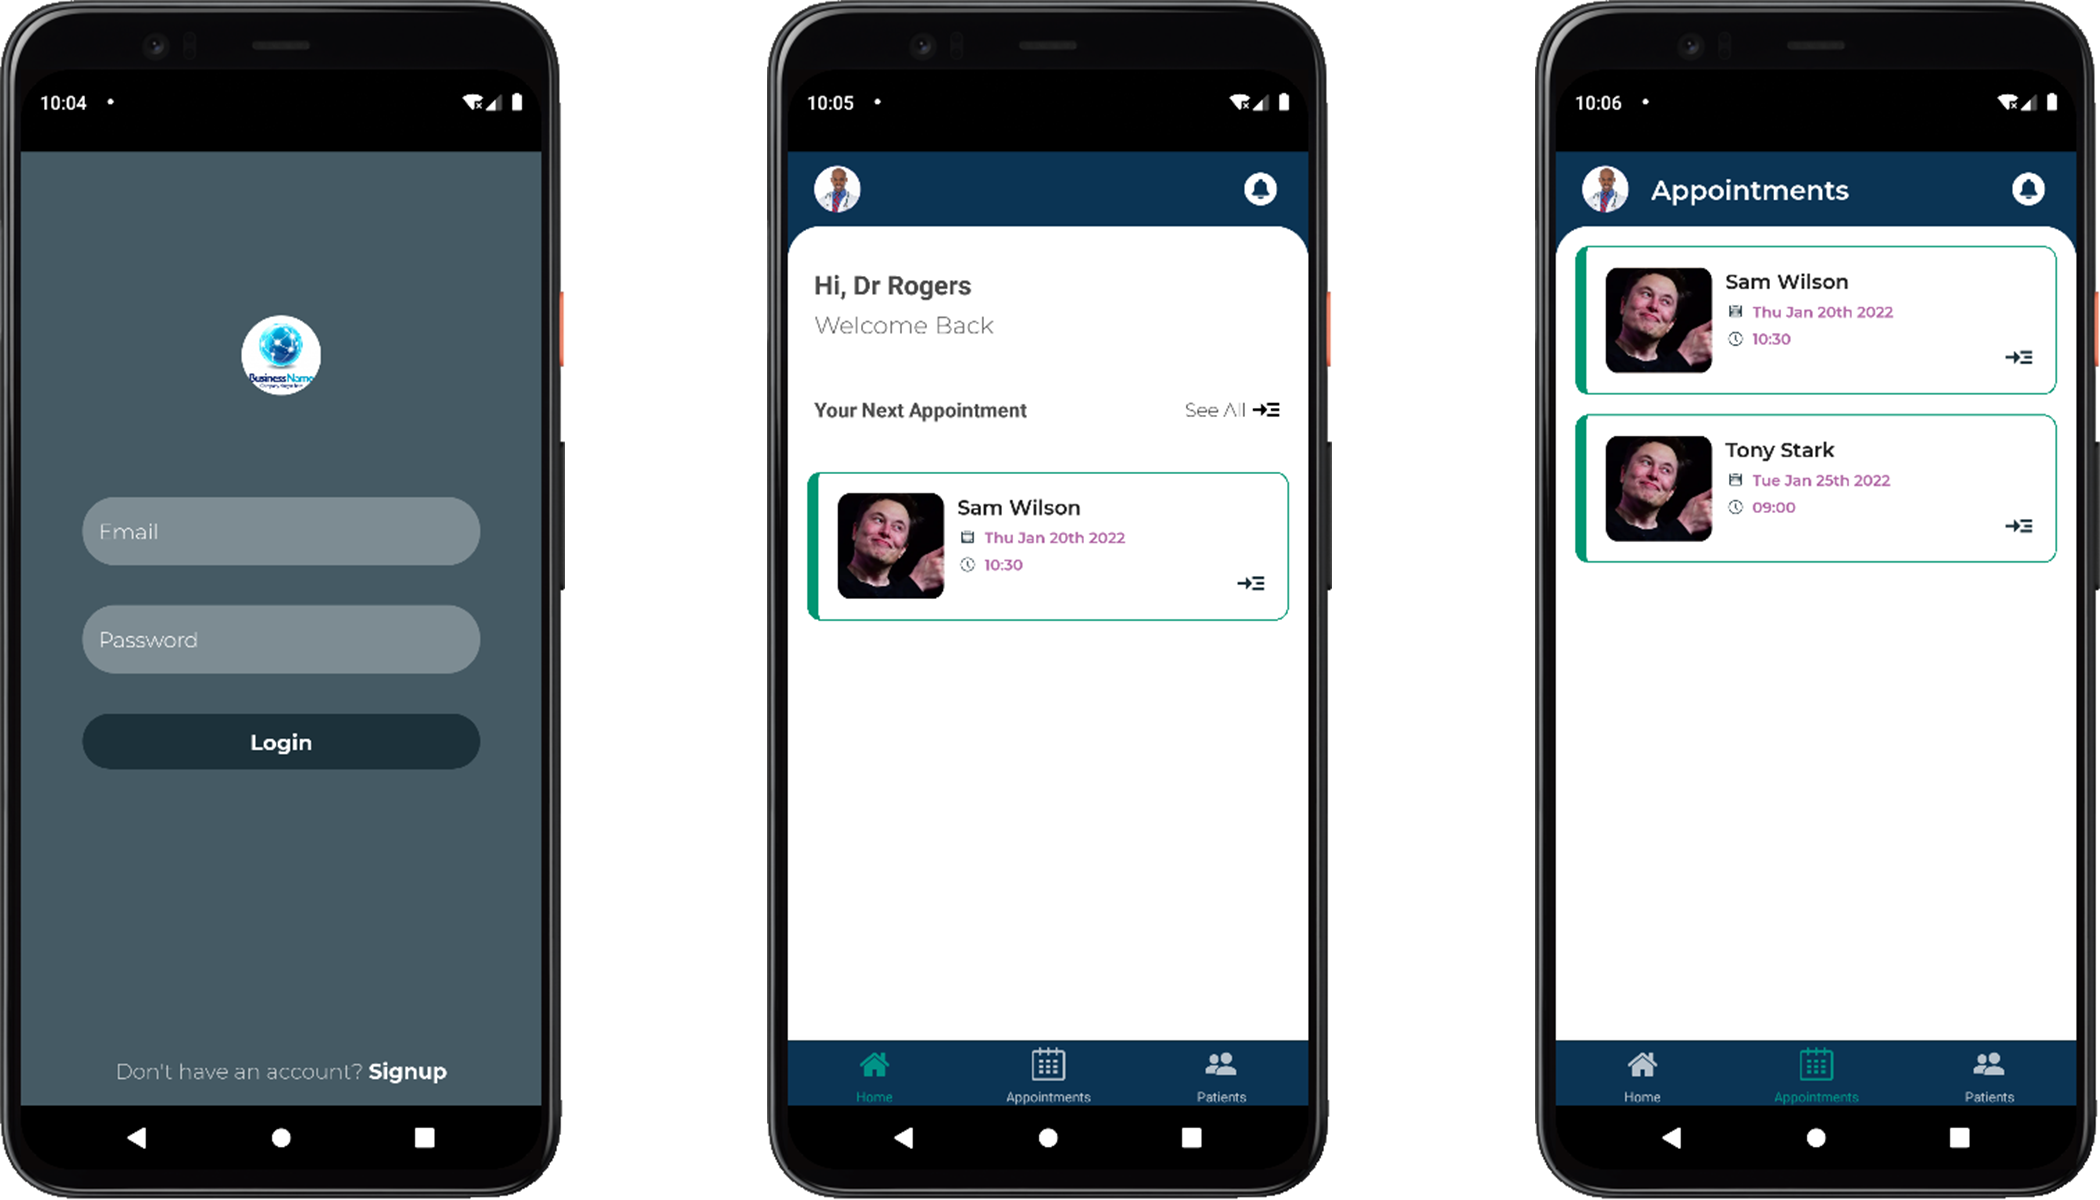 10:04
BusinessName
Email
Password
Login
Don't have an account? Signup
10:05
Hi, Dr Rogers
Welcome Back
Your Next Appointment See All
Sam Wilson
Thu Jan 20th 2022
10:30
Home Appointments Patients
10:06
Appointments
Sam Wilson
Thu Jan 20th 2022
10:30
Tony Stark
Tue Jan 25th 2022
09:00
Home Appointments Patients